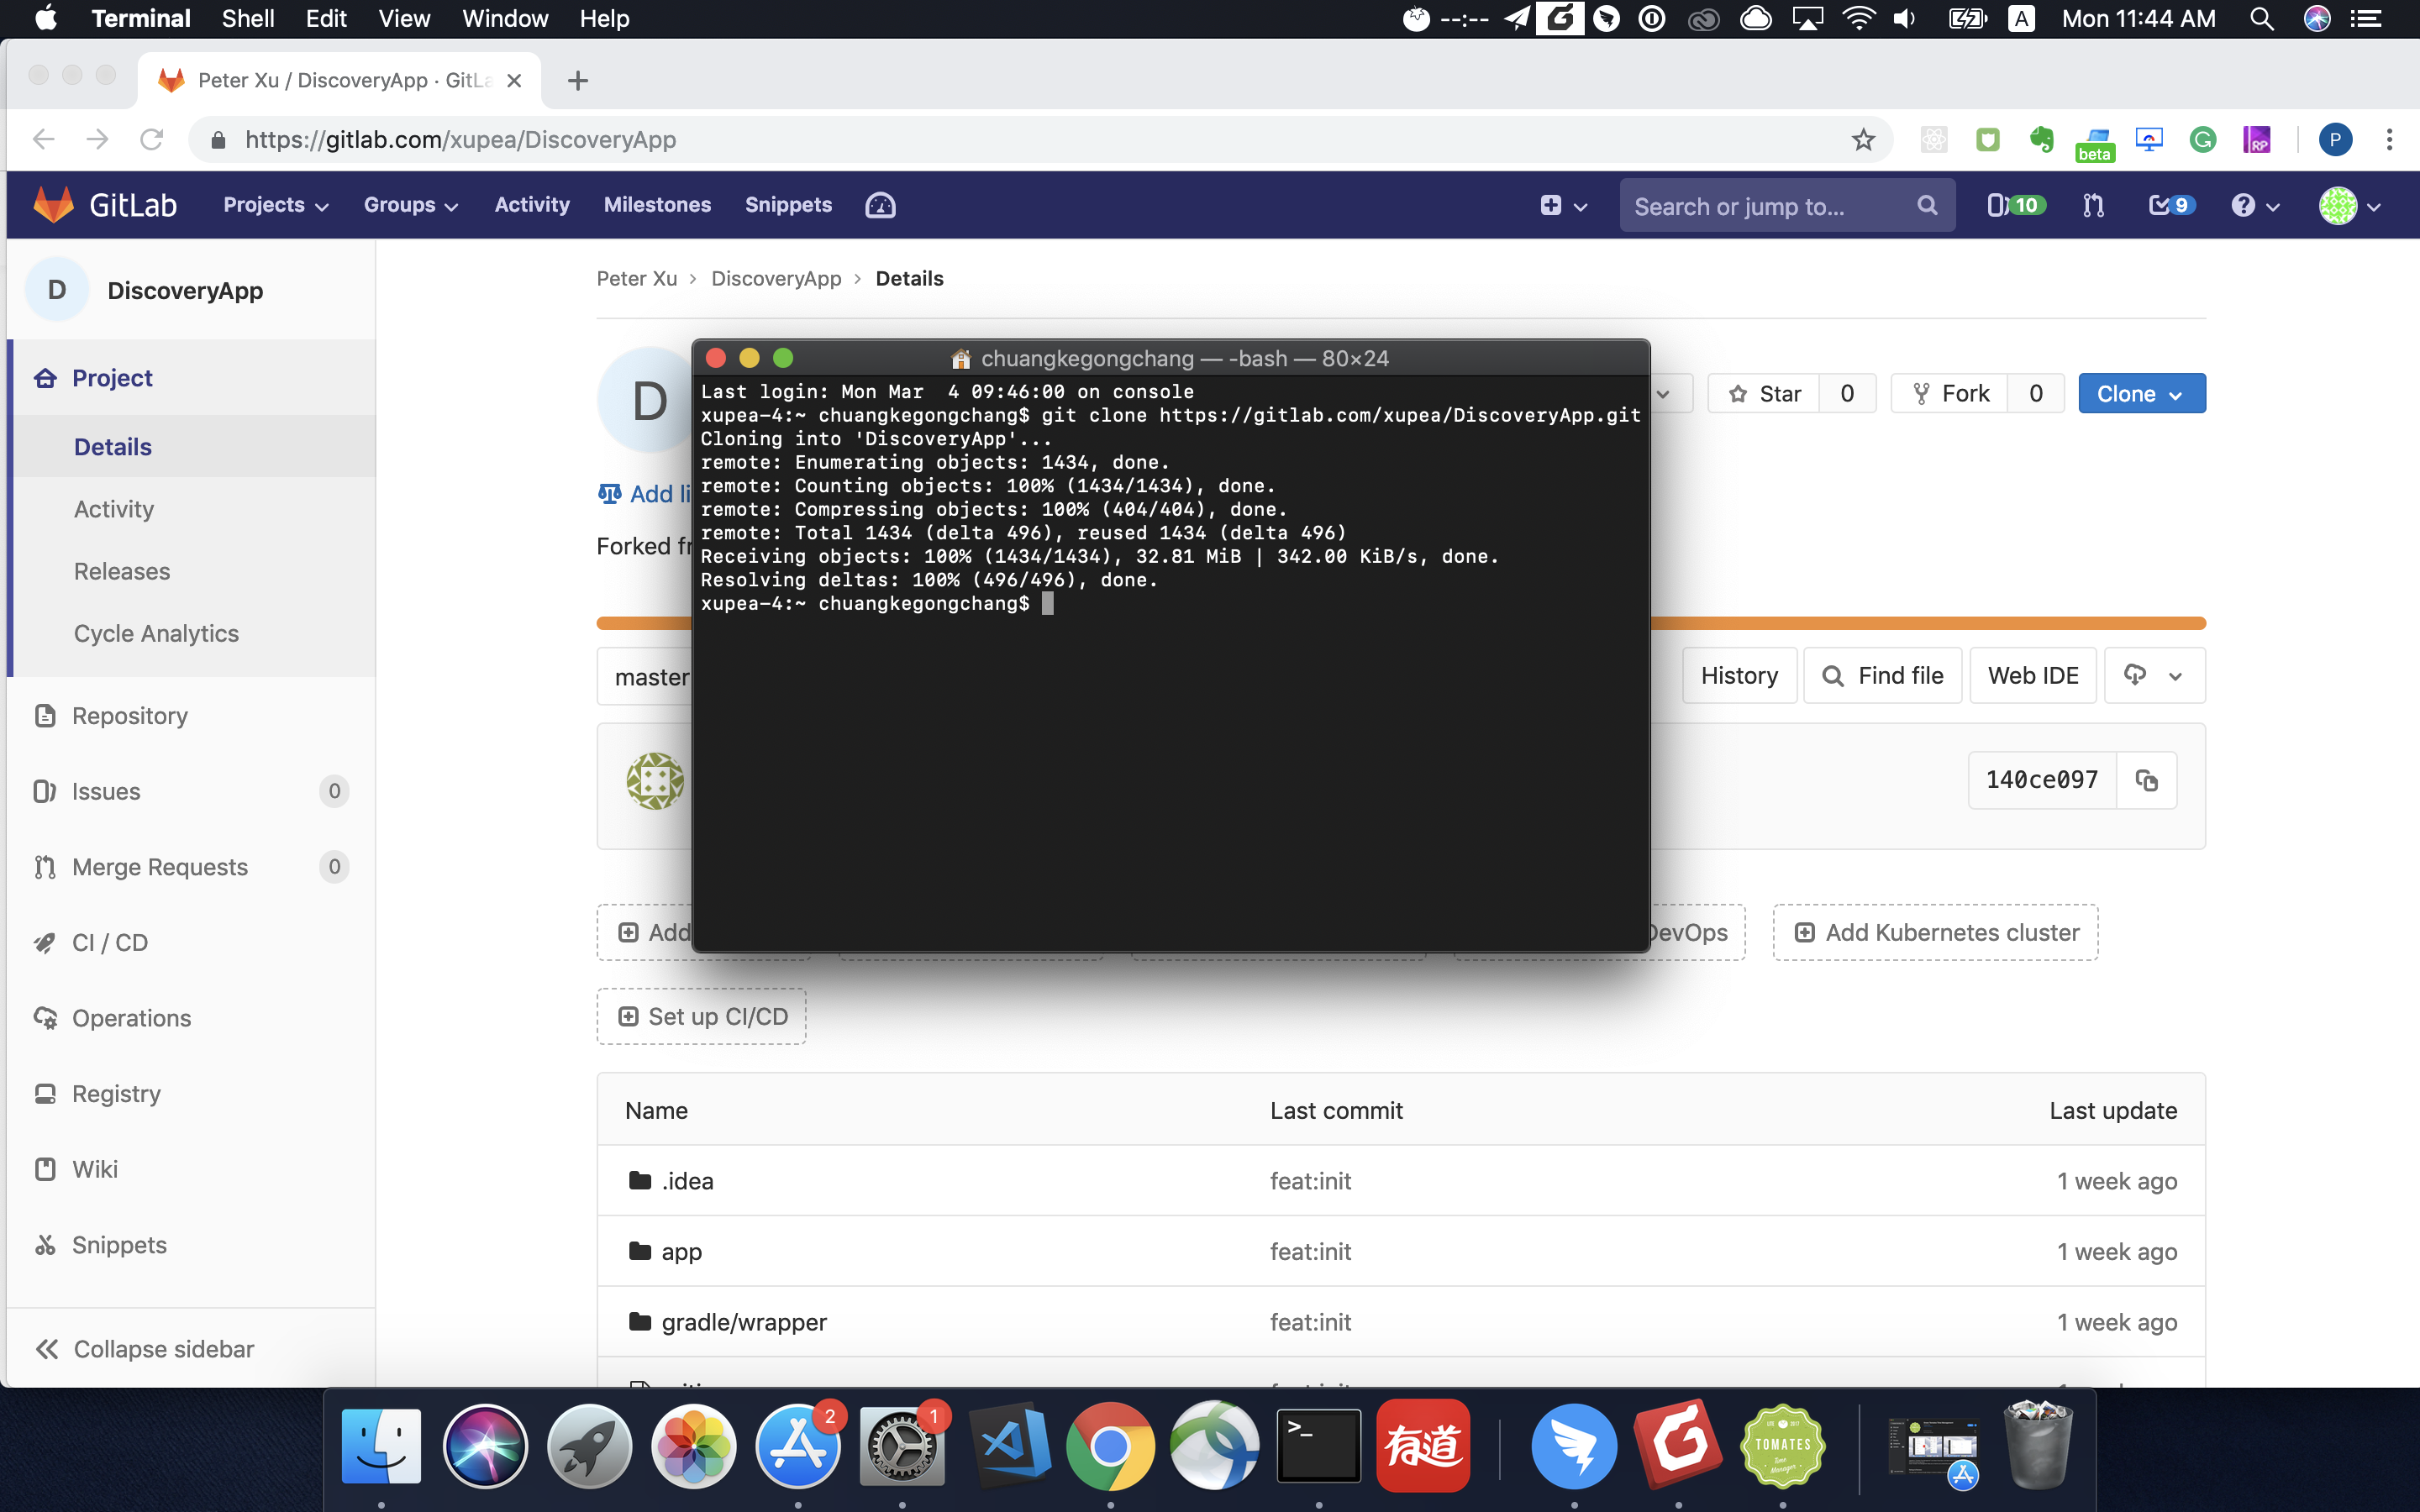 Terminal Shell Edit View Window Help --:-- A Mon 11:44 AM
Peter Xu / DiscoveryApp · GitLa
https://gitlab.com/xupea/DiscoveryApp
beta
G
RP
P
GitLab Projects Groups Activity Milestones Snippets Search or jump to... 10 9
D DiscoveryApp
Project
Details
Activity
Releases
Cycle Analytics
Repository
Issues 0
Merge Requests 0
CI / CD
Operations
Registry
Wiki
Snippets
Collapse sidebar
Peter Xu > DiscoveryApp > Details
D
Star 0 Fork 0 Clone
Add li
Forked fr
chuangkegongchang — -bash — 80×24
Last login: Mon Mar  4 09:46:00 on console
xupea-4:~ chuangkegongchang$ git clone https://gitlab.com/xupea/DiscoveryApp.git
Cloning into 'DiscoveryApp'...
remote: Enumerating objects: 1434, done.
remote: Counting objects: 100% (1434/1434), done.
remote: Compressing objects: 100% (404/404), done.
remote: Total 1434 (delta 496), reused 1434 (delta 496)
Receiving objects: 100% (1434/1434), 32.81 MiB | 342.00 KiB/s, done.
Resolving deltas: 100% (496/496), done.
xupea-4:~ chuangkegongchang$
master History Find file Web IDE
140ce097
Add DevOps Add Kubernetes cluster
Set up CI/CD
Name Last commit Last update
.idea feat:init 1 week ago
app feat:init 1 week ago
gradle/wrapper feat:init 1 week ago
2
1
>_
有道
TOMATES